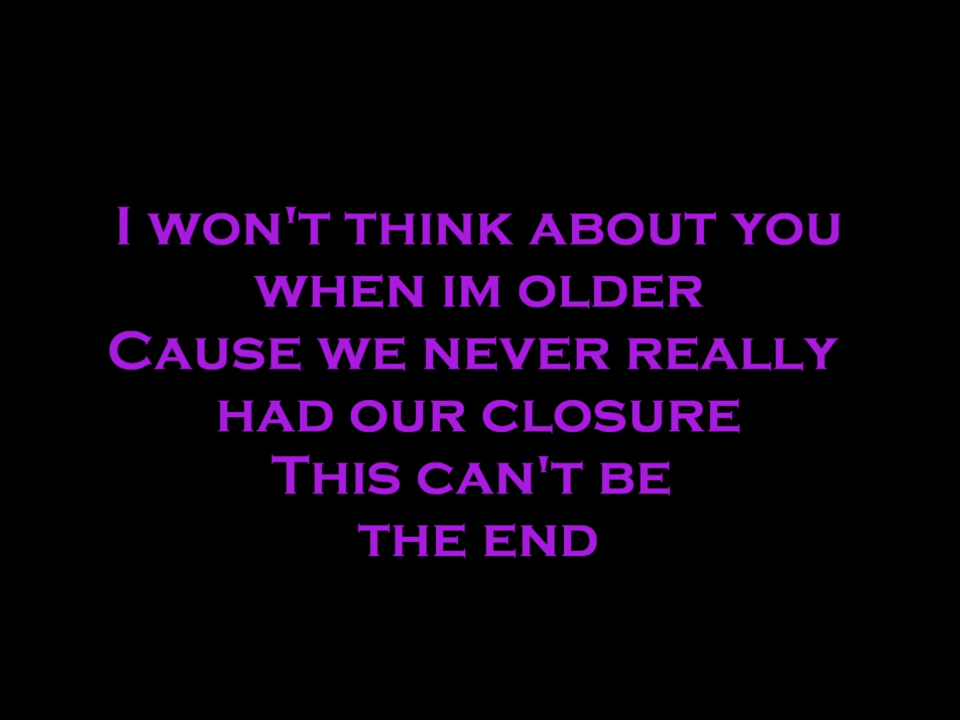 I won't think about you
when im older
Cause we never really
had our closure
This can't be
the end